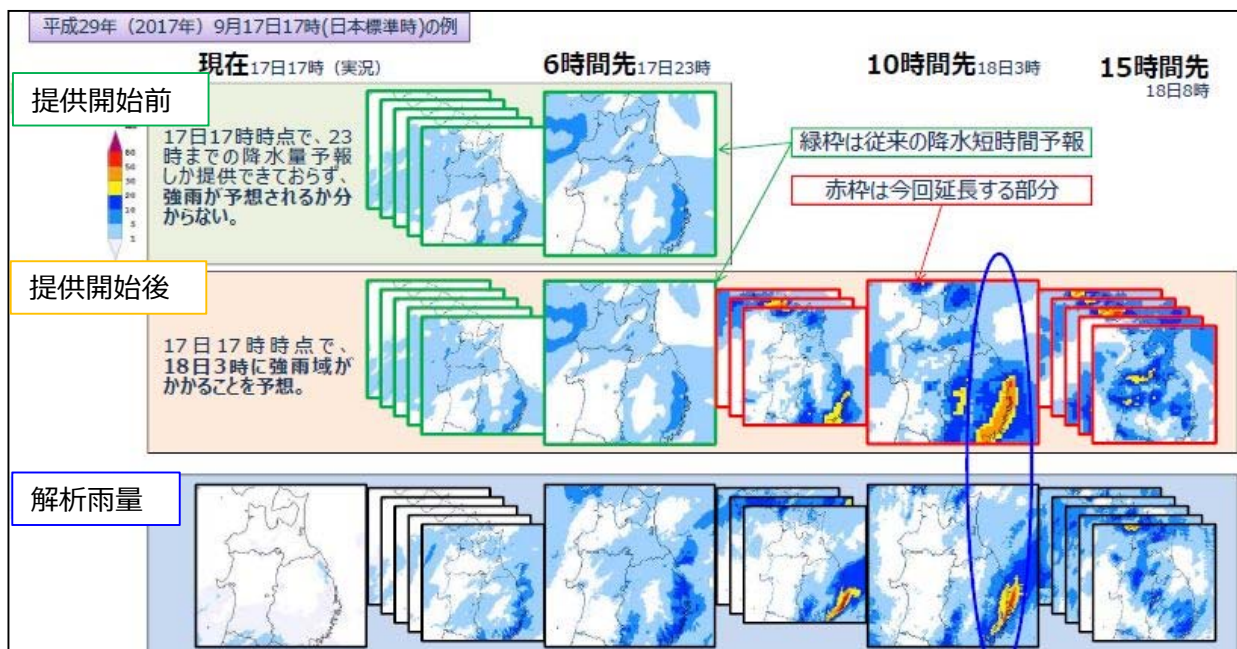 平成29年（2017年）9月17日17時(日本標準時)の例
現在17日17時（実況）
6時間先17日23時
10時間先18日3時
15時間先
18日8時
提供開始前
80
50
30
20
10
5
1
17日17時時点で、23
時までの降水量予報
しか提供できておらず、
強雨が予想されるか分
からない。
緑枠は従来の降水短時間予報
赤枠は今回延長する部分
提供開始後
17日17時時点で、
18日3時に強雨域が
かかることを予想。
解析雨量